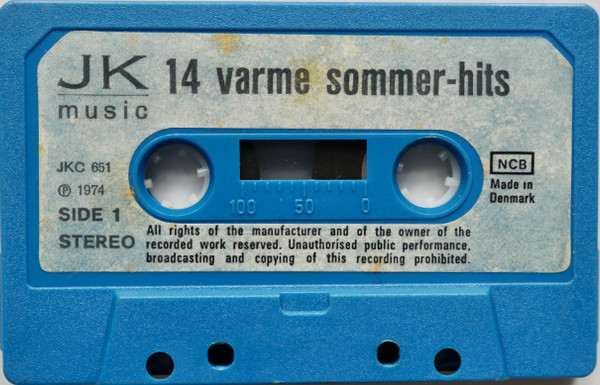 JK 14 varme sommer-hits
music
JKC 651
℗ 1974
SIDE 1
STEREO
NCB
Made in
Denmark
100 50 0
All rights of the manufacturer and of the owner of the
recorded work reserved. Unauthorised public performance,
broadcasting and copying of this recording prohibited.